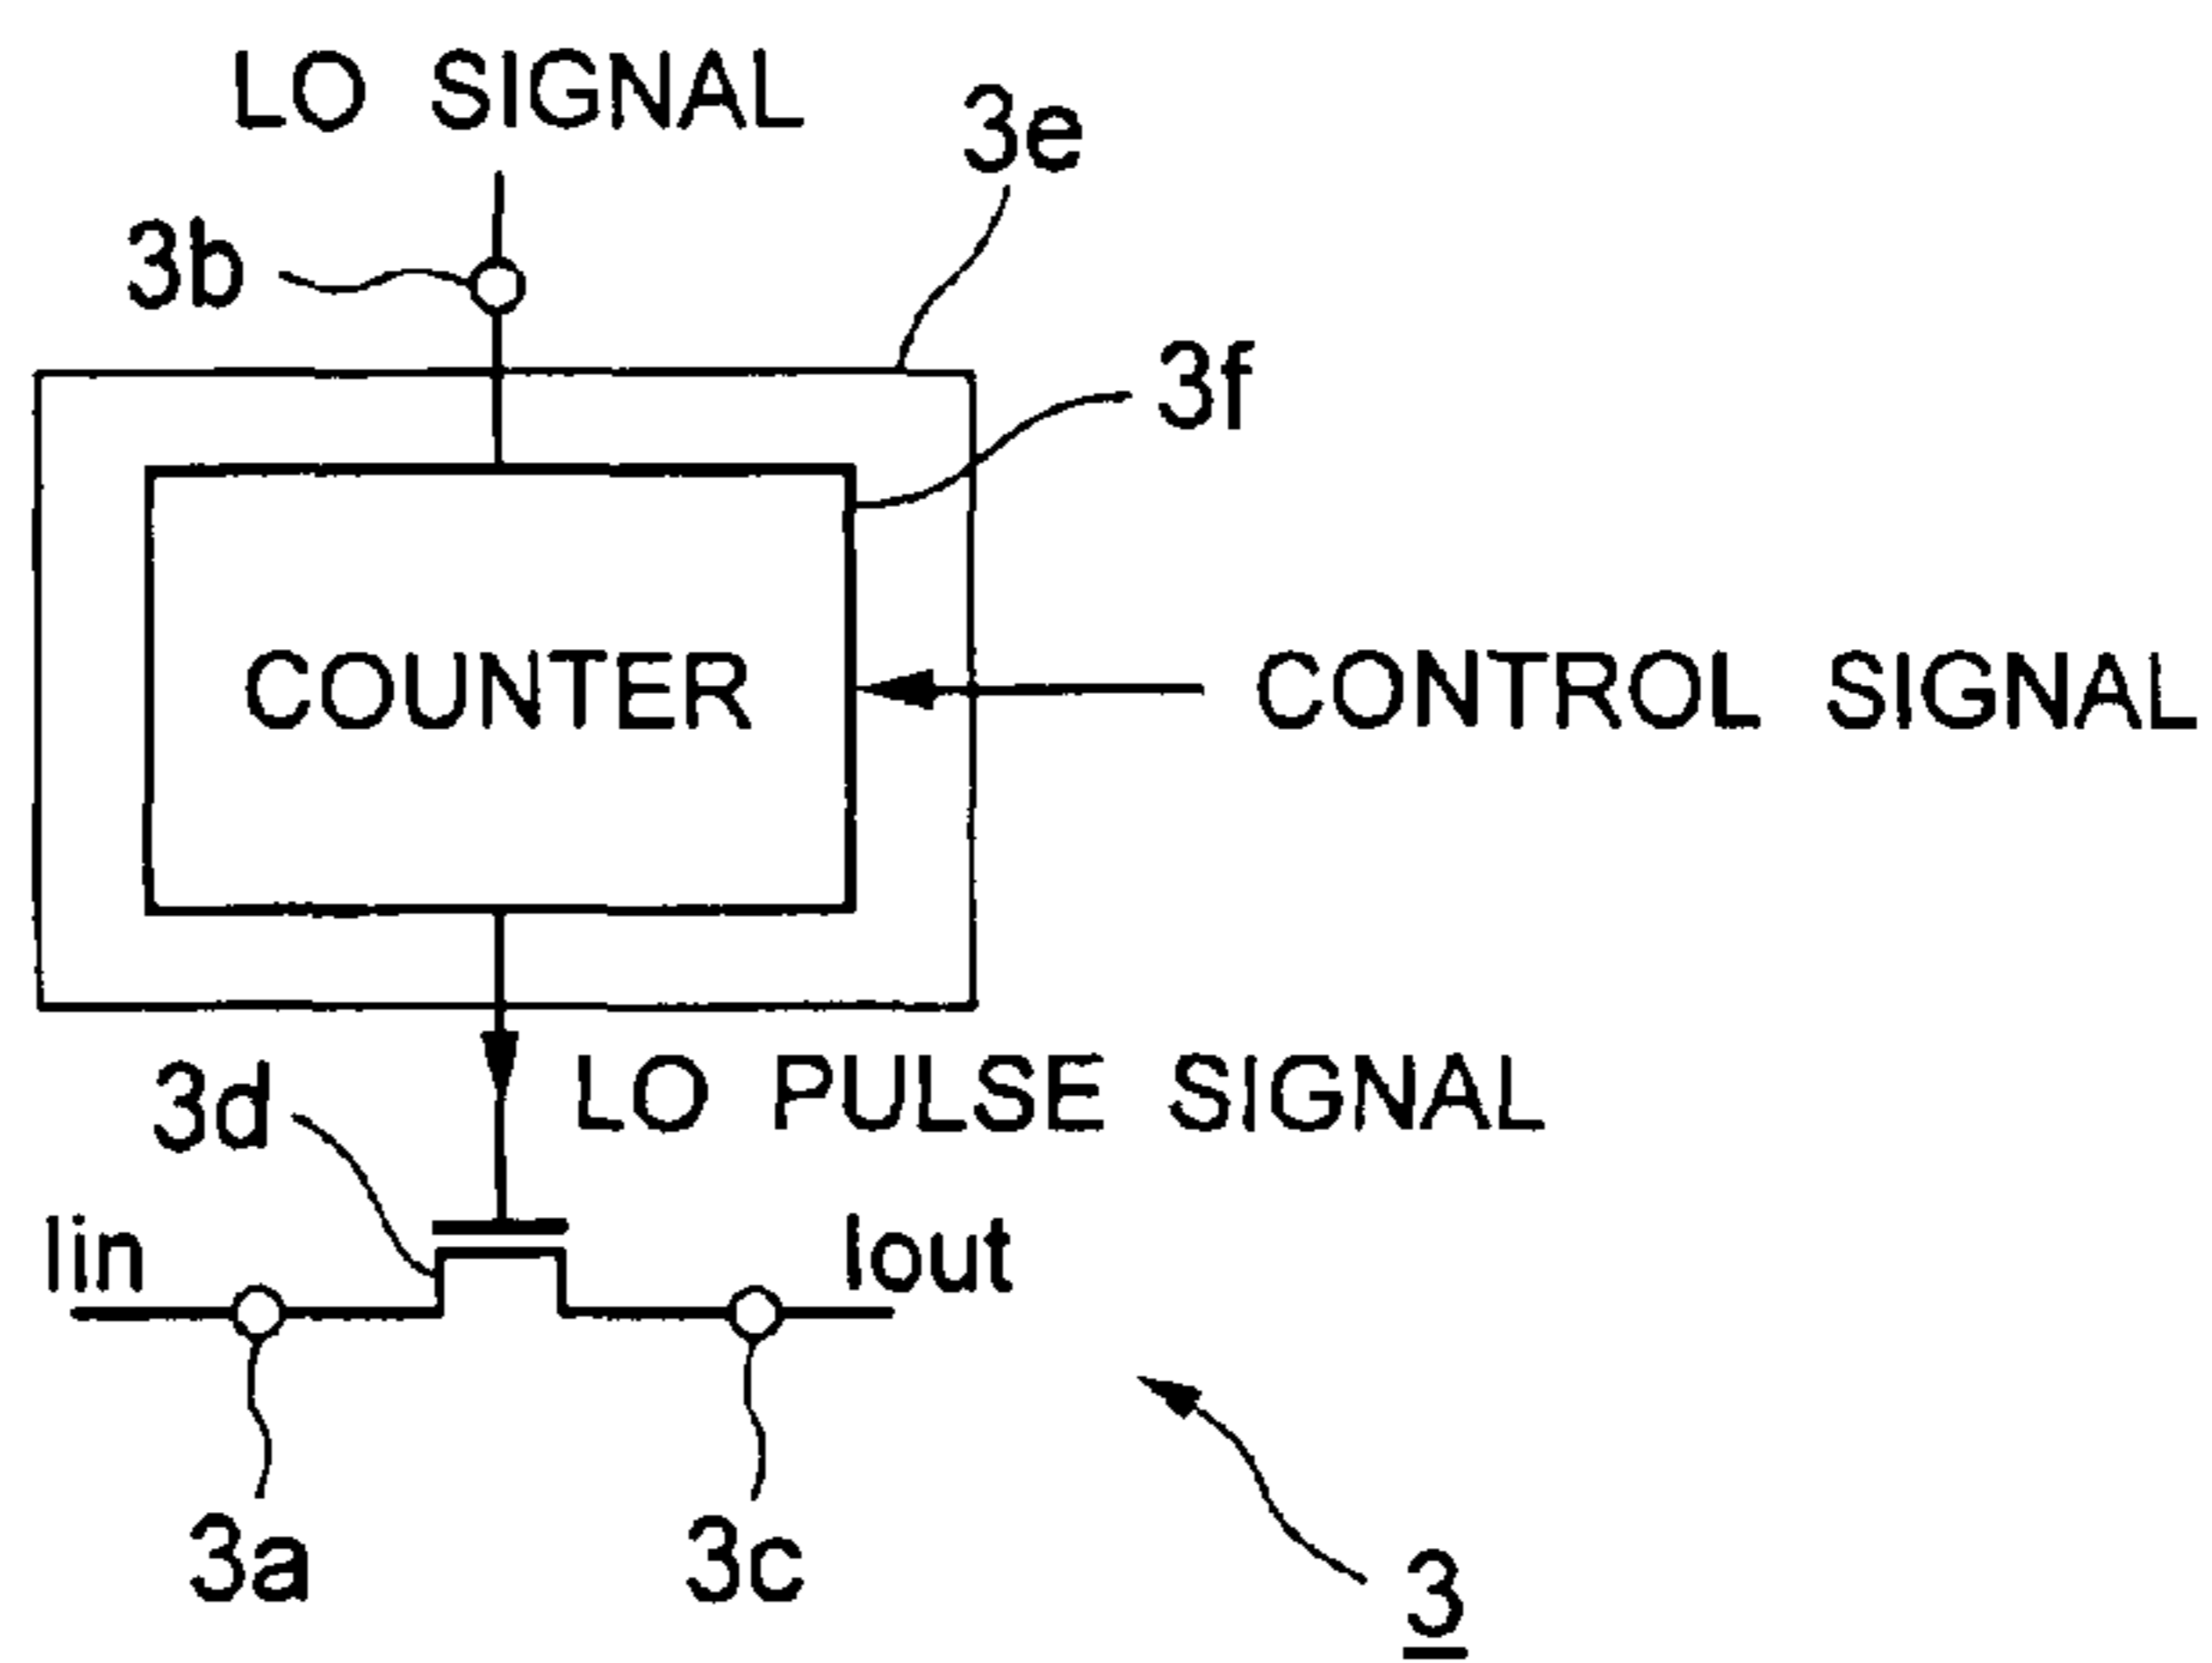 LO SIGNAL
3e
3b
3f
COUNTER
CONTROL SIGNAL
3d
LO PULSE SIGNAL
Iin
Iout
3a
3c
3